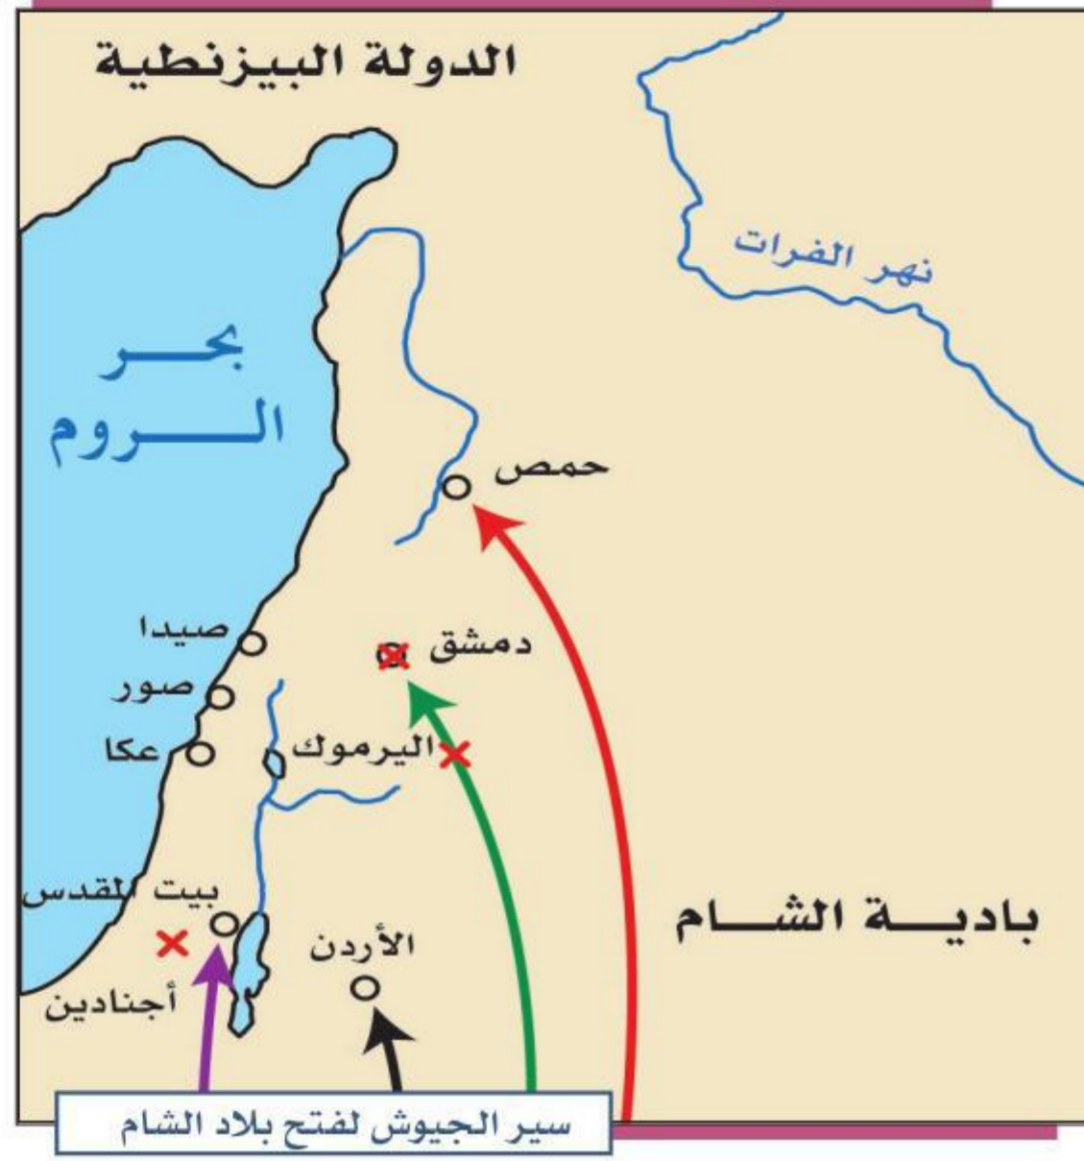 الدولة البيزنطية
نهر الفرات
بحر
الروم
حمص
صيدا
دمشق
صور
اليرموك
عكا
بيت المقدس
بادية الشام
الأردن
أجنادين
سير الجيوش لفتح بلاد الشام